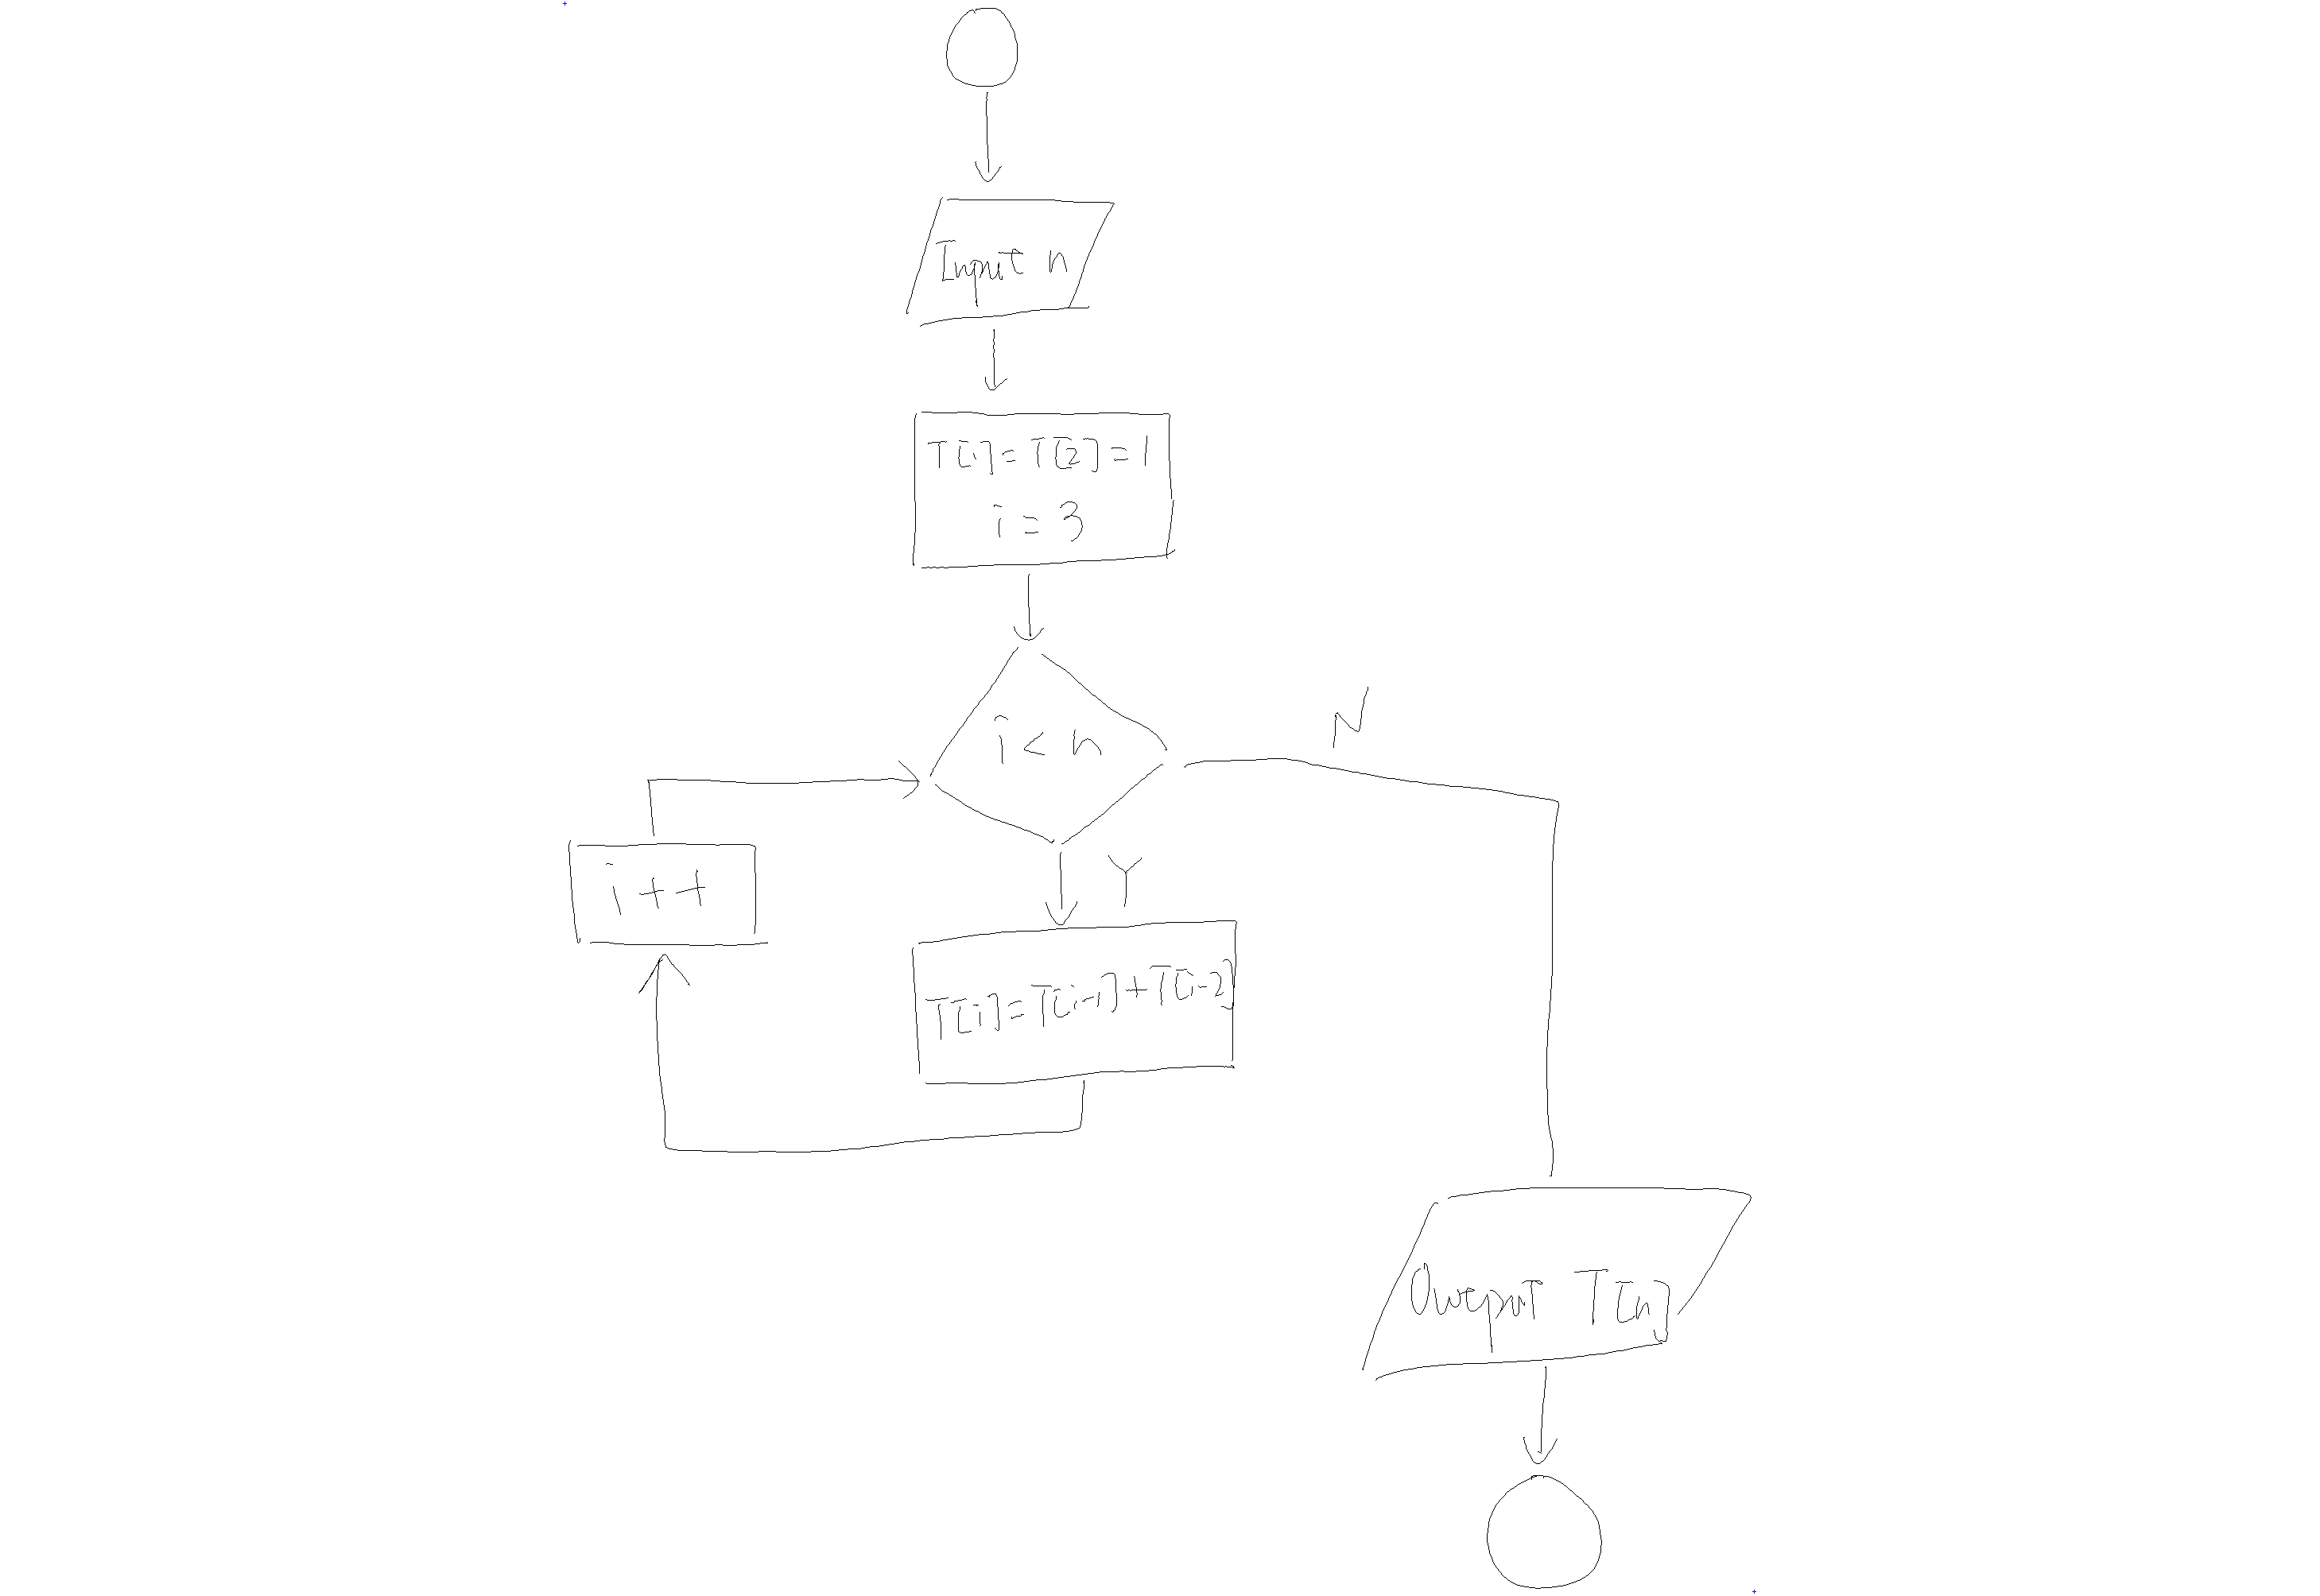 Input n
T[1]=T[2]=1
i=3
i<n
N
Y
i++
T[i]=T[i-1]+T[i-2]
Output T[n]